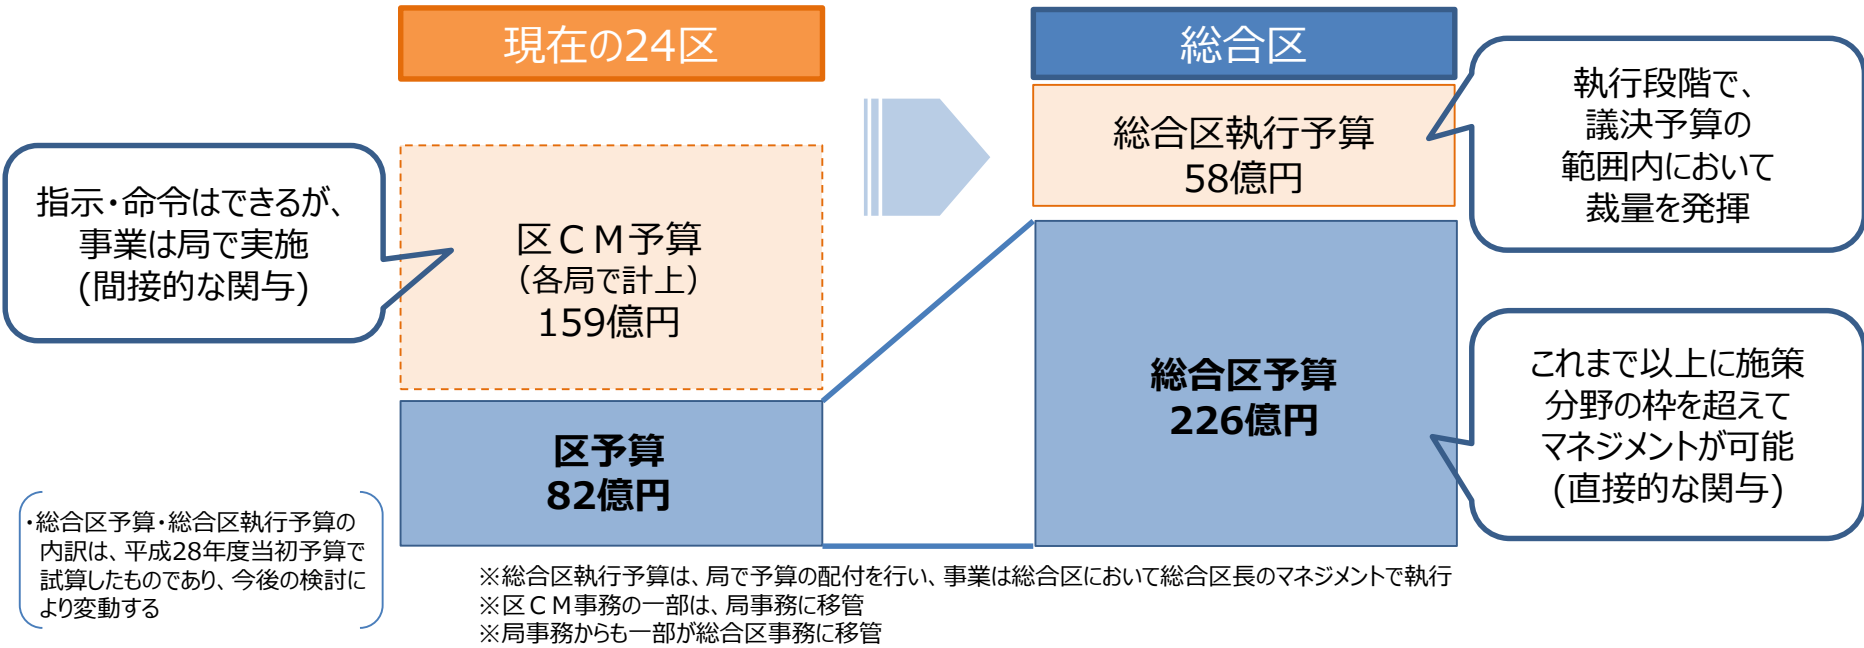 現在の24区
総合区
指示・命令はできるが、
事業は局で実施
(間接的な関与)
区ＣＭ予算
（各局で計上）
159億円
区予算
82億円
総合区執行予算
58億円
総合区予算
226億円
執行段階で、
議決予算の
範囲内において
裁量を発揮
これまで以上に施策
分野の枠を超えて
マネジメントが可能
(直接的な関与)
・総合区予算・総合区執行予算の
内訳は、平成28年度当初予算で
試算したものであり、今後の検討に
より変動する
※総合区執行予算は、局で予算の配付を行い、事業は総合区において総合区長のマネジメントで執行
※区ＣＭ事務の一部は、局事務に移管
※局事務からも一部が総合区事務に移管